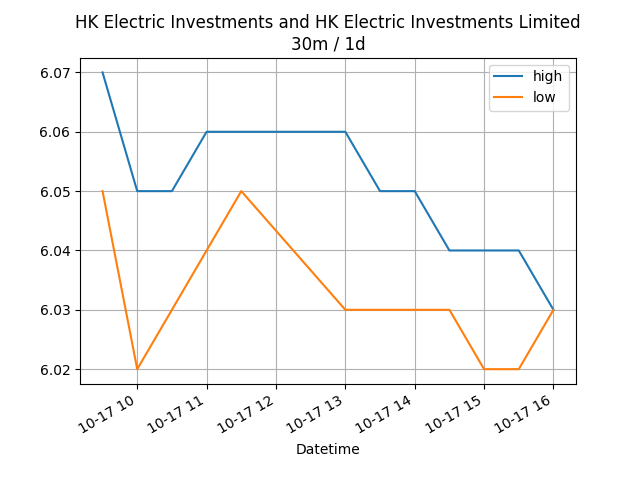 HK Electric Investments and HK Electric Investments Limited
30m / 1d
high
low
6.07
6.06
6.05
6.04
6.03
6.02
10-17 10
10-17 11
10-17 12
10-17 13
10-17 14
10-17 15
10-17 16
Datetime